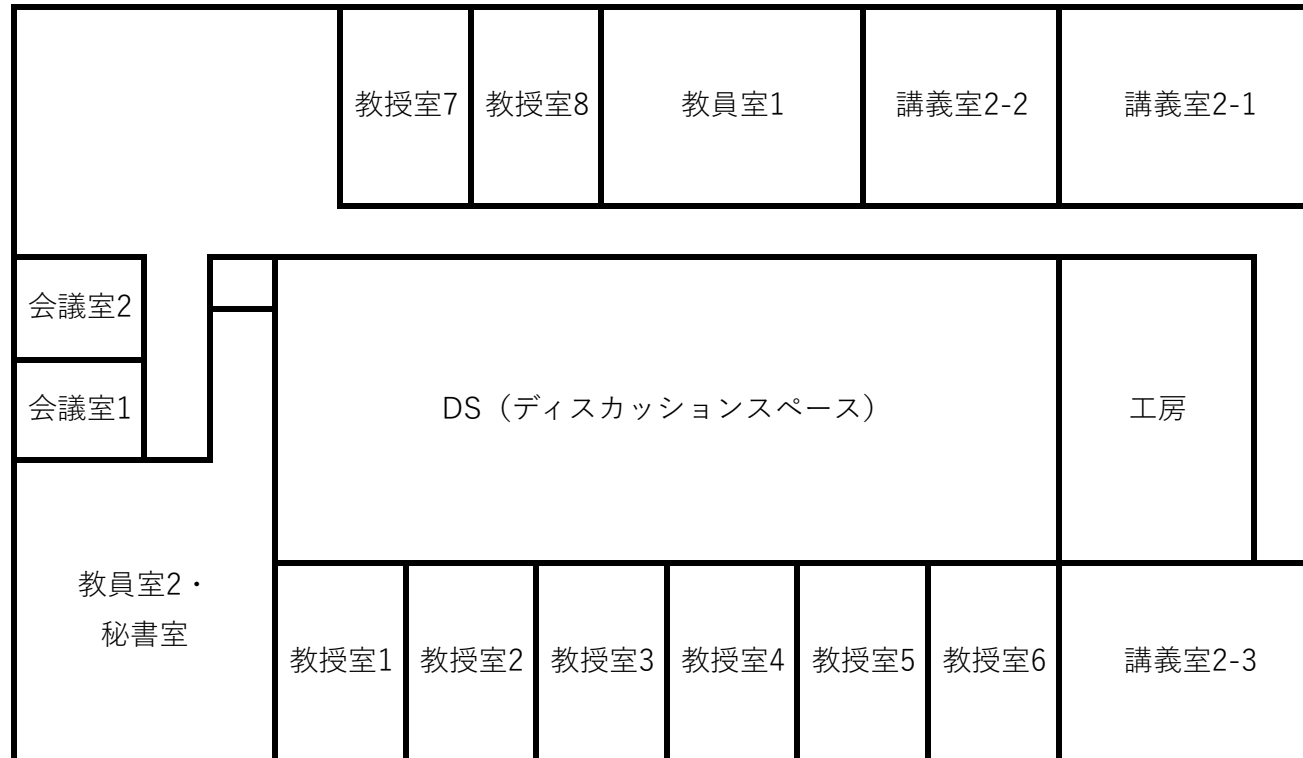 教授室7
教授室8
教員室1
講義室2-2
講義室2-1
会議室2
会議室1
DS（ディスカッションスペース）
工房
教員室2・
秘書室
教授室1
教授室2
教授室3
教授室4
教授室5
教授室6
講義室2-3